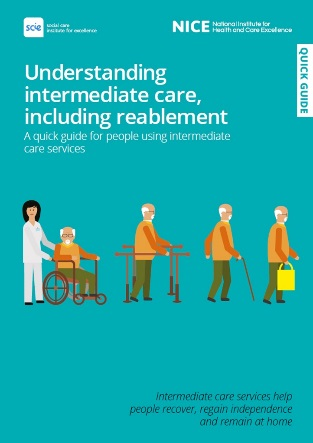 scie
social care
institute for excellence
NICE
National Institute for
Health and Care Excellence
QUICK GUIDE
Understanding
intermediate care,
including reablement
A quick guide for people using intermediate
care services
Intermediate care services help
people recover, regain independence
and remain at home